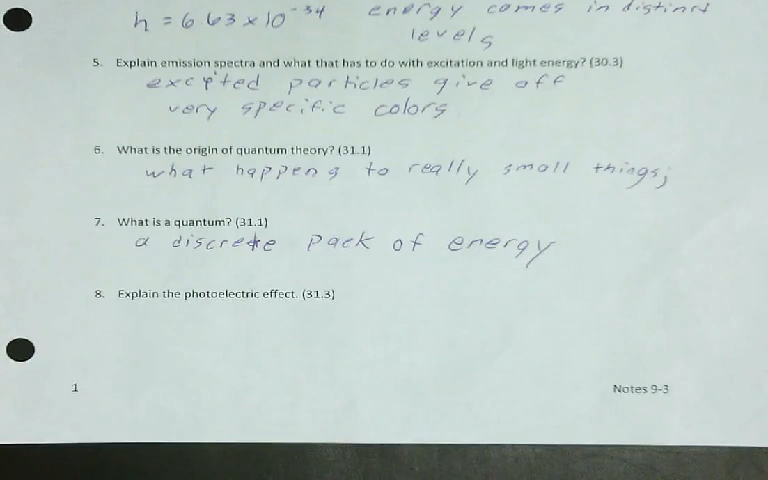 h = 6.63 x 10^-34 energy comes in distinct
levels
5. Explain emission spectra and what that has to do with excitation and light energy? (30.3)
excited particles give off
very specific colors
6. What is the origin of quantum theory? (31.1)
what happens to really small things;
7. What is a quantum? (31.1)
a discrete pack of energy
8. Explain the photoelectric effect. (31.3)
1 Notes 9-3